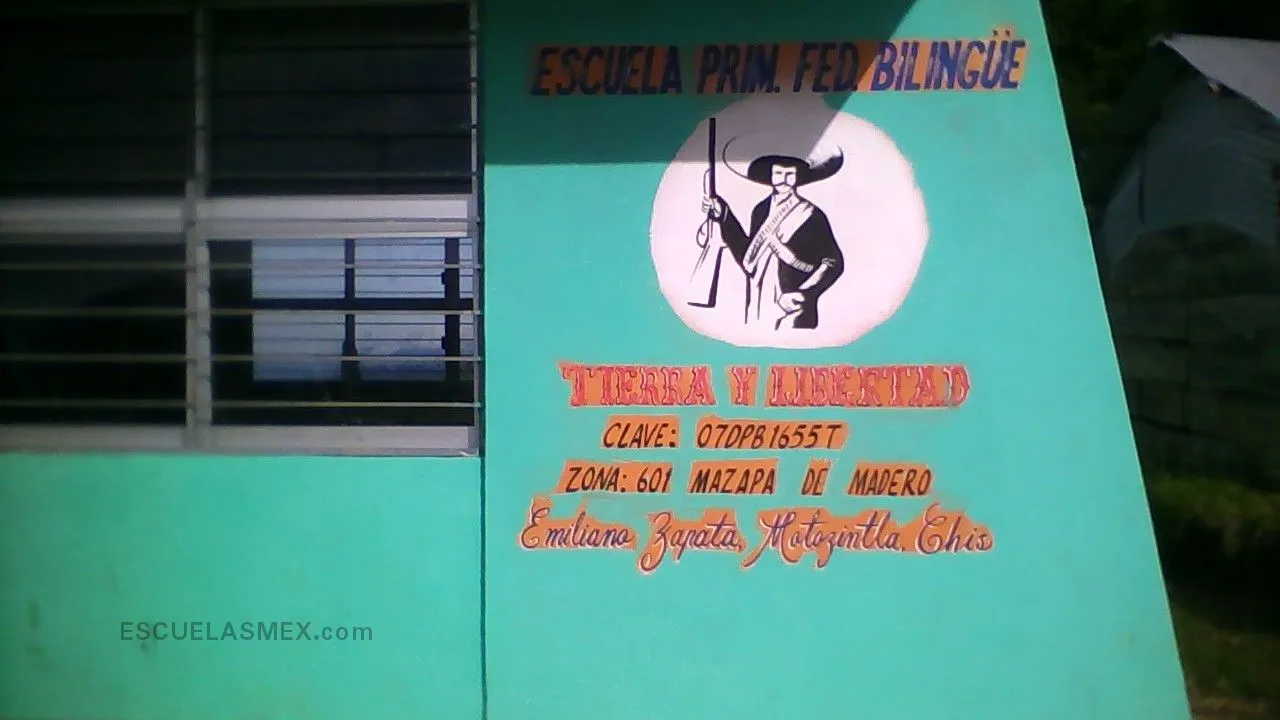 ESCUELA PRIM. FED. BILINGÜE
TIERRA Y LIBERTAD
CLAVE: 07DPB1655T
ZONA: 601 MAZAPA DE MADERO
Emiliano Zapata, Motozintla, Chis
ESCUELASMEX.com